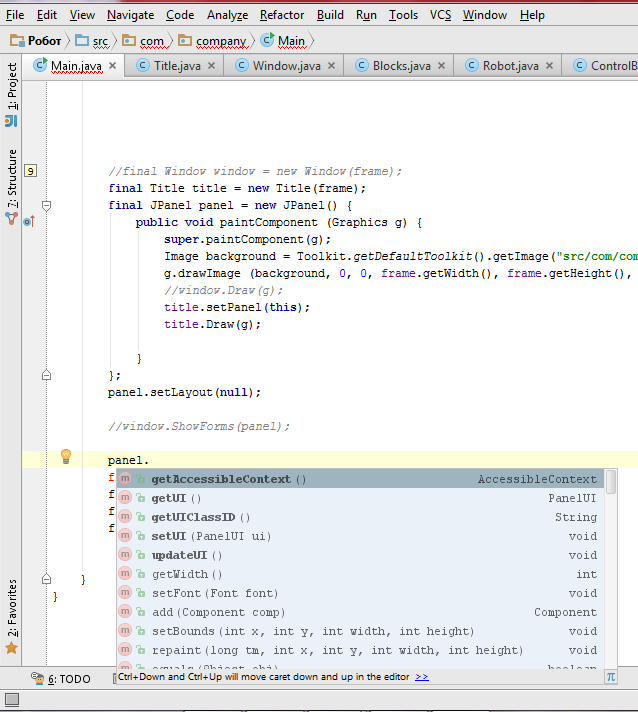 File Edit View Navigate Code Analyze Refactor Build Run Tools VCS Window Help
Робот src com company Main
Main.java Title.java Window.java Blocks.java Robot.java ControlB
1: Project
7: Structure
2: Favorites
9
//final Window window = new Window(frame);
final Title title = new Title(frame);
final JPanel panel = new JPanel() {
public void paintComponent (Graphics g) {
super.paintComponent(g);
Image background = Toolkit.getDefaultToolkit().getImage("src/com/com
g.drawImage (background, 0, 0, frame.getWidth(), frame.getHeight(),
//window.Draw(g);
title.setPanel(this);
title.Draw(g);
}
};
panel.setLayout(null);
//window.ShowForms(panel);
panel.
f
f
f
f
m getAccessibleContext () AccessibleContext
m getUI () PanelUI
m getUIClassID () String
m setUI (PanelUI ui) void
m updateUI () void
m getWidth () int
m setFont (Font font) void
m add (Component comp) Component
m setBounds (int x, int y, int width, int height) void
m repaint (long tm, int x, int y, int width, int height) void
m equals (Object obj) boolean
}
}
Ctrl+Down and Ctrl+Up will move caret down and up in the editor >> π
6: TODO